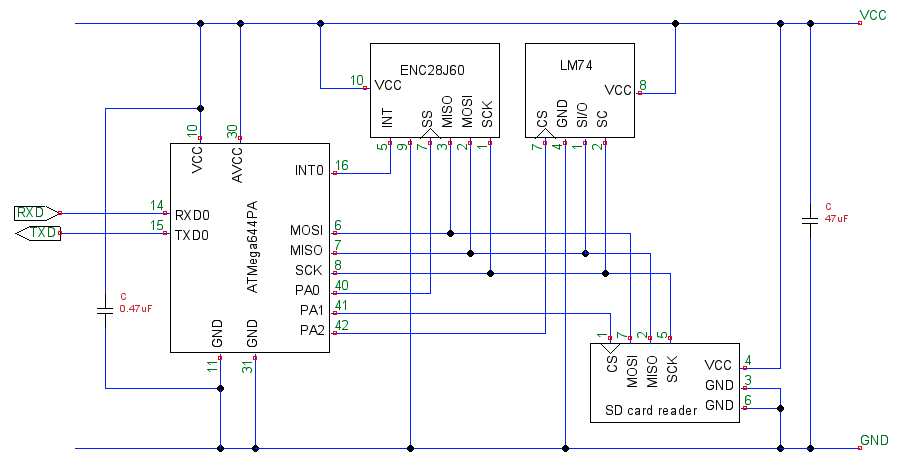 VCC
ENC28J60
LM74
10
VCC
VCC
8
INT
SS
MISO
MOSI
SCK
CS
GND
SI/O
SC
5
9
7
3
2
1
7
4
1
2
10
30
VCC
AVCC
INT0
16
RXD
14
RXD0
TXD
15
TXD0
ATMega644PA
MOSI
6
MISO
7
SCK
8
PA0
40
PA1
41
PA2
42
C
47uF
C
0.47uF
GND
GND
11
31
1
7
2
5
CS
MOSI
MISO
SCK
VCC
4
GND
3
GND
6
SD card reader
GND